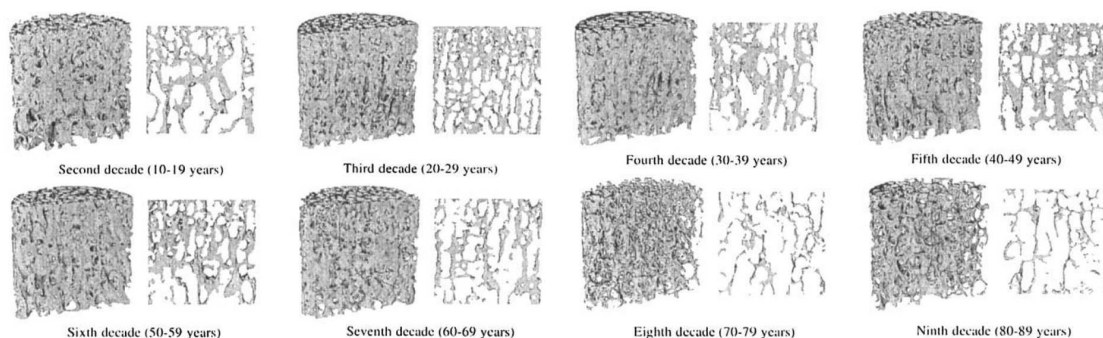 Second decade (10-19 years)
Third decade (20-29 years)
Fourth decade (30-39 years)
Fifth decade (40-49 years)
Sixth decade (50-59 years)
Seventh decade (60-69 years)
Eighth decade (70-79 years)
Ninth decade (80-89 years)